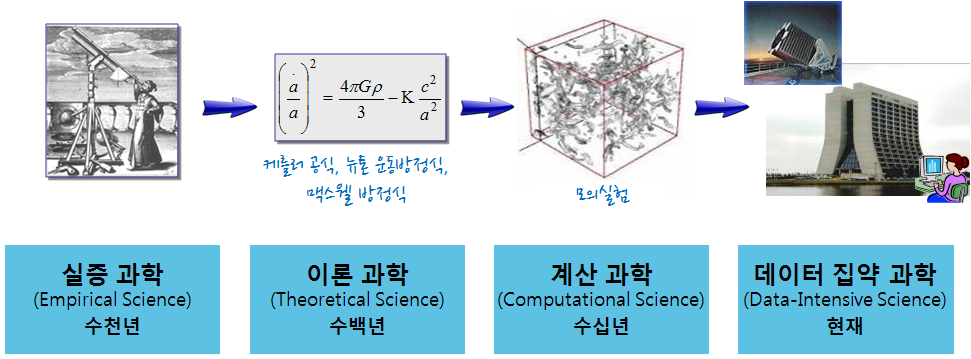 (ȧ/a)² = 4πGρ/3 − K c²/a²
케플러 공식, 뉴톤 운동방정식,
맥스웰 방정식
모의실험
실증 과학
(Empirical Science)
수천년
이론 과학
(Theoretical Science)
수백년
계산 과학
(Computational Science)
수십년
데이터 집약 과학
(Data-Intensive Science)
현재